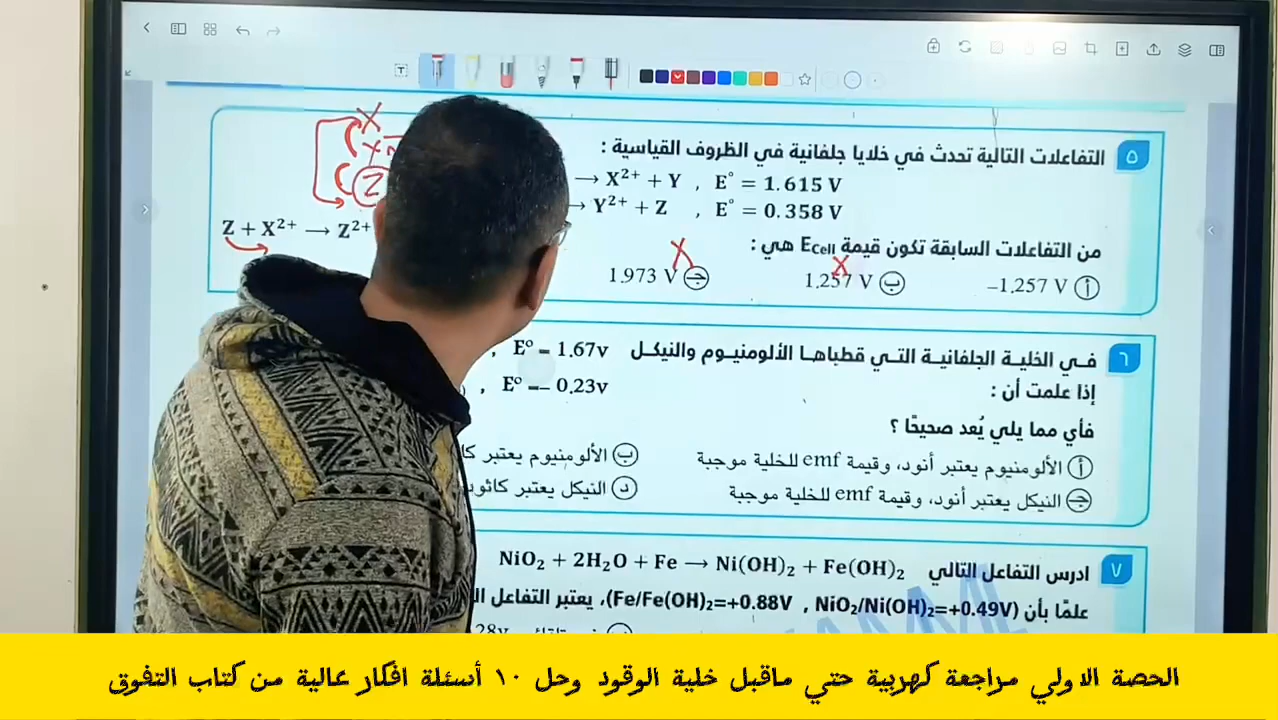 ٥ التفاعلات التالية تحدث في خلايا جلفانية في الظروف القياسية :
→ X²⁺ + Y , E° = 1.615 V
→ Y²⁺ + Z , E° = 0.358 V
Z + X²⁺ → Z²⁺
من التفاعلات السابقة تكون قيمة ECell هي :
أ −1.257 V
ب 1.257 V
جـ 1.973 V
X
Z
٦ في الخلية الجلفانية التي قطباها الألومنيوم والنيكل
إذا علمت أن :
, E° = 1.67v
, E° = − 0.23v
فأي مما يلي يُعد صحيحًا ؟
أ الألومنيوم يعتبر أنود، وقيمة emf للخلية موجبة
ب الألومنيوم يعتبر
جـ النيكل يعتبر أنود، وقيمة emf للخلية موجبة
د النيكل يعتبر
٧ ادرس التفاعل التالي NiO₂ + 2H₂O + Fe → Ni(OH)₂ + Fe(OH)₂
علمًا بأن (Fe/Fe(OH)₂=+0.88V , NiO₂/Ni(OH)₂=+0.49V)، يعتبر التفاعل
الحصة الاولي مراجعة كهربية حتي ماقبل خلية الوقود وحل ١٠ أسئلة افكار عالية من كتاب التفوق